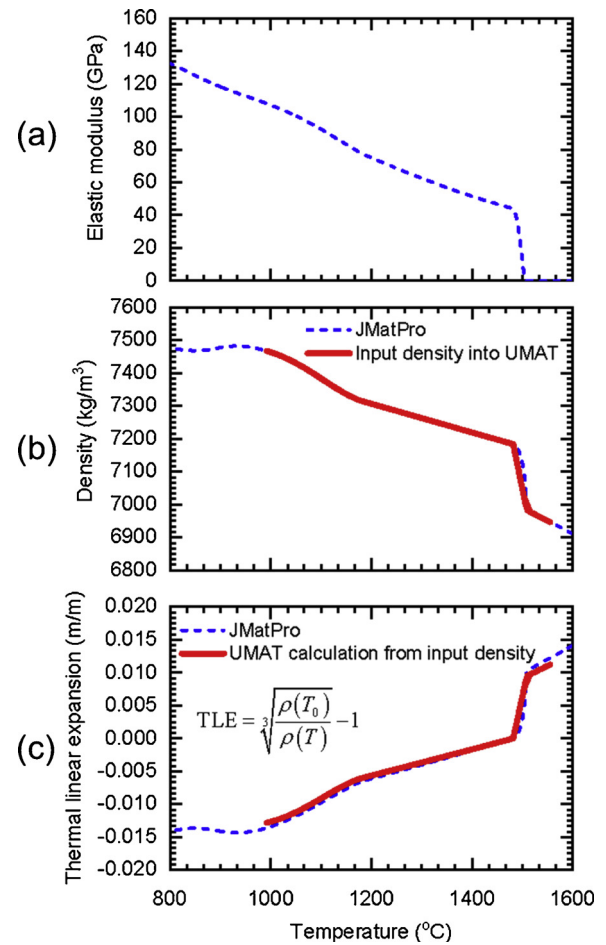 (a)
Elastic modulus (GPa)
160
140
120
100
80
60
40
20
0
(b)
Density (kg/m³)
7600
7500
7400
7300
7200
7100
7000
6900
6800
JMatPro
Input density into UMAT
(c)
Thermal linear expansion (m/m)
0.020
0.015
0.010
0.005
0.000
-0.005
-0.010
-0.015
-0.020
JMatPro
UMAT calculation from input density
TLE = ∛(ρ(T₀)/ρ(T)) − 1
800 1000 1200 1400 1600
Temperature (°C)